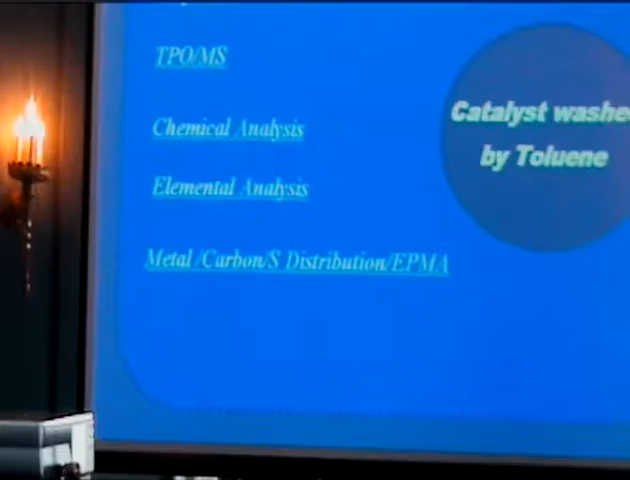 TPO/MS
Chemical Analysis
Elemental Analysis
Metal /Carbon/S Distribution/EPMA
Catalyst washe
by Toluene